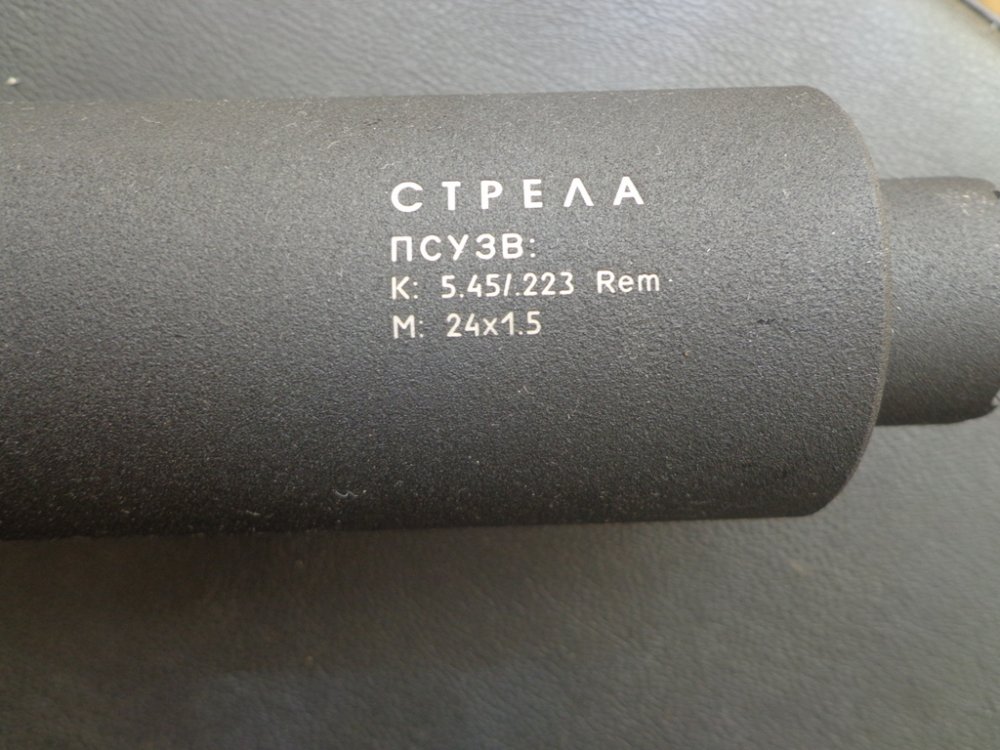 СТРЕЛА
ПСУЗВ:
К: 5.45/.223 Rem
М: 24x1.5